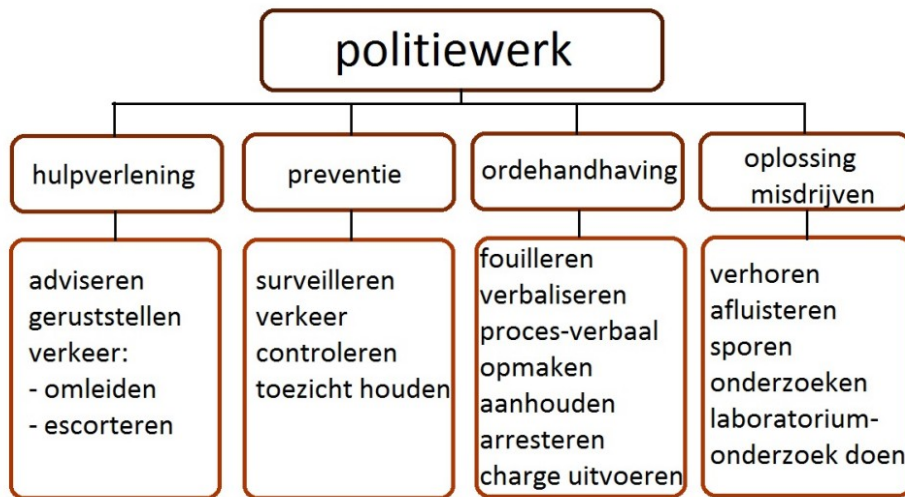 politiewerk
hulpverlening
preventie
ordehandhaving
oplossing
misdrijven
adviseren
geruststellen
verkeer:
- omleiden
- escorteren
surveilleren
verkeer
controleren
toezicht houden
fouilleren
verbaliseren
proces-verbaal
opmaken
aanhouden
arresteren
charge uitvoeren
verhoren
afluisteren
sporen
onderzoeken
laboratorium-
onderzoek doen